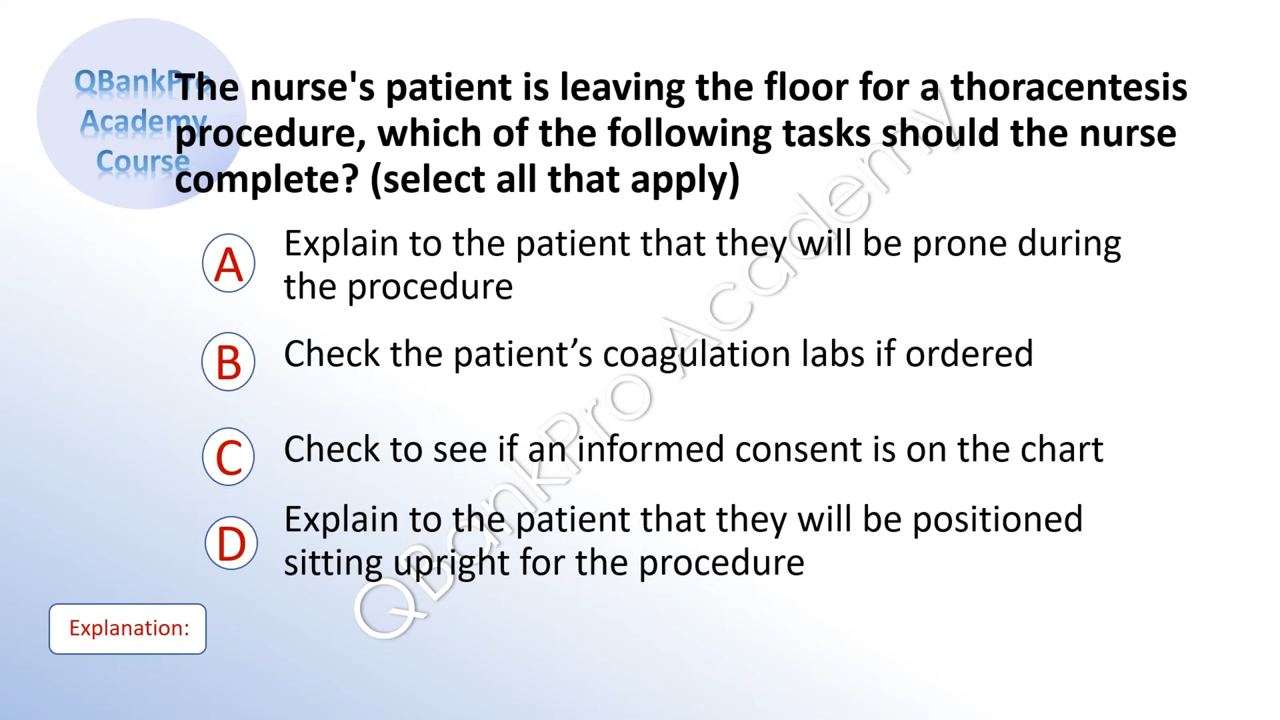 QBankPro
Academy
Course
The nurse's patient is leaving the floor for a thoracentesis
procedure, which of the following tasks should the nurse
complete? (select all that apply)
A
Explain to the patient that they will be prone during
the procedure
B
Check the patient’s coagulation labs if ordered
C
Check to see if an informed consent is on the chart
D
Explain to the patient that they will be positioned
sitting upright for the procedure
Explanation:
QBankPro Academy